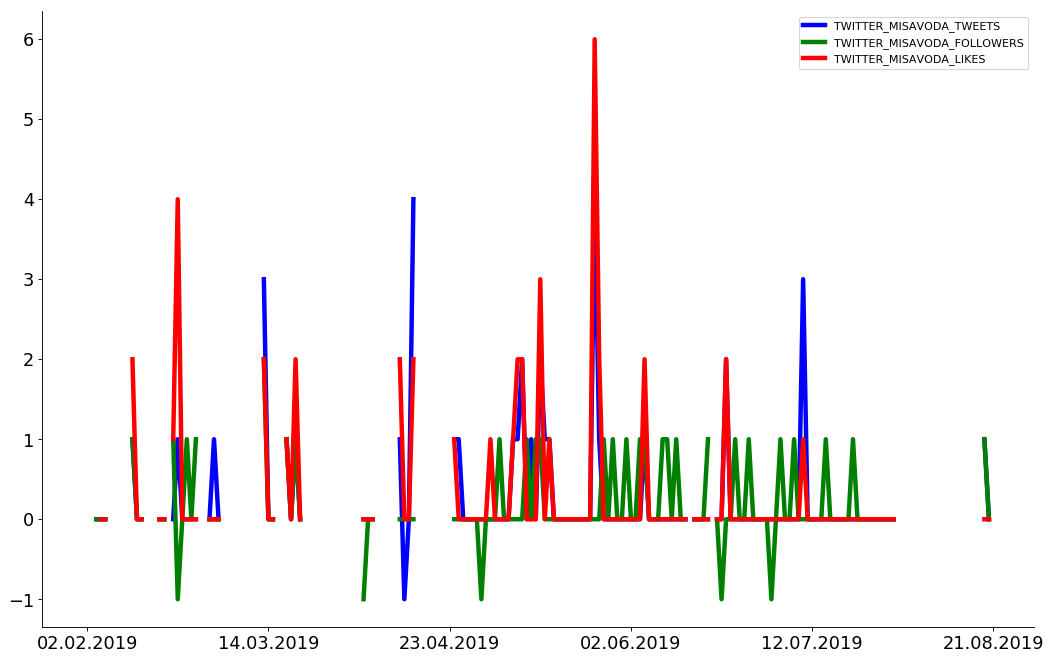 TWITTER_MISAVODA_TWEETS
TWITTER_MISAVODA_FOLLOWERS
TWITTER_MISAVODA_LIKES
6
5
4
3
2
1
0
−1
02.02.2019 14.03.2019 23.04.2019 02.06.2019 12.07.2019 21.08.2019